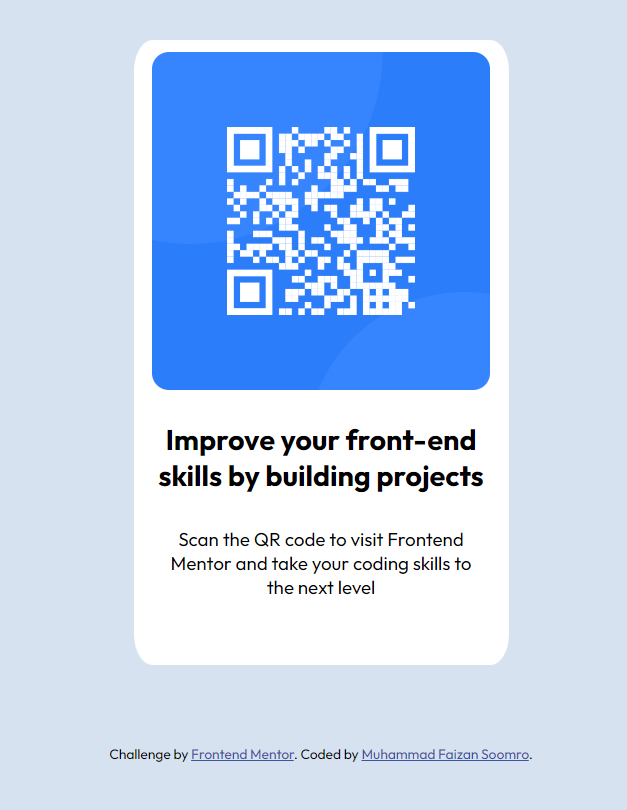 Improve your front-end
skills by building projects
Scan the QR code to visit Frontend
Mentor and take your coding skills to
the next level
Challenge by Frontend Mentor. Coded by Muhammad Faizan Soomro.